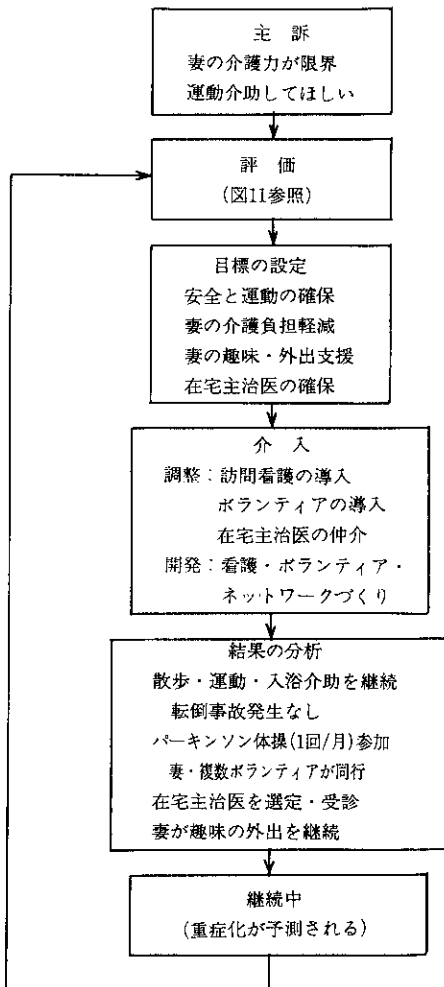 主 訴
妻の介護力が限界
運動介助してほしい
評 価
(図11参照)
目標の設定
安全と運動の確保
妻の介護負担軽減
妻の趣味・外出支援
在宅主治医の確保
介 入
調整：訪問看護の導入
ボランティアの導入
在宅主治医の仲介
開発：看護・ボランティア・
ネットワークづくり
結果の分析
散歩・運動・入浴介助を継続
転倒事故発生なし
パーキンソン体操(1回/月)参加
妻・複数ボランティアが同行
在宅主治医を選定・受診
妻が趣味の外出を継続
継続中
(重症化が予測される)